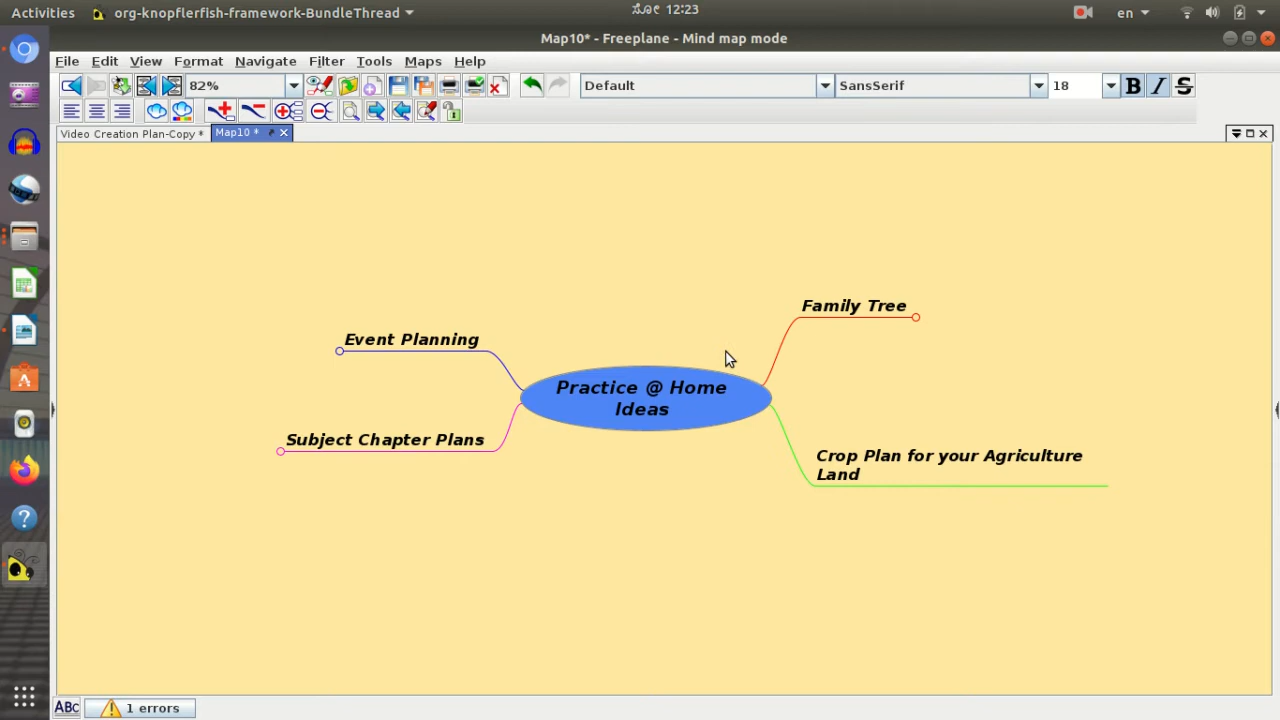 Activities
org-knopflerfish-framework-BundleThread
12:23
en
Map10* - Freeplane - Mind map mode
File Edit View Format Navigate Filter Tools Maps Help
82%
Default
SansSerif
18
B I S
Video Creation Plan-Copy *
Map10 *
Family Tree
Event Planning
Practice @ Home
Ideas
Subject Chapter Plans
Crop Plan for your Agriculture
Land
ABc
1 errors